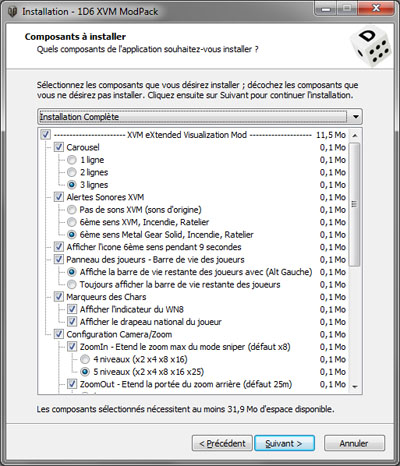 Installation - 1D6 XVM ModPack
Composants à installer
Quels composants de l'application souhaitez-vous installer ?
D
Sélectionnez les composants que vous désirez installer ; décochez les composants
que vous ne désirez pas installer. Cliquez ensuite sur Suivant pour continuer l'installation.
Installation Complète
---------------------- XVM eXtended Visualization Mod ------------------- 11,5 Mo
Carousel 0,1 Mo
1 ligne 0,1 Mo
2 lignes 0,1 Mo
3 lignes 0,1 Mo
Alertes Sonores XVM 0,1 Mo
Pas de sons XVM (sons d'origine) 0,1 Mo
6ème sens XVM, Incendie, Ratelier 0,1 Mo
6ème sens Metal Gear Solid, Incendie, Ratelier 0,1 Mo
Afficher l'icone 6ème sens pendant 9 secondes 0,1 Mo
Panneau des joueurs - Barre de vie des joueurs 0,1 Mo
Affiche la barre de vie restante des joueurs avec (Alt Gauche) 0,1 Mo
Toujours afficher la barre de vie restante des joueurs 0,1 Mo
Marqueurs des Chars 0,1 Mo
Afficher l'indicateur du WN8 0,1 Mo
Afficher le drapeau national du joueur 0,1 Mo
Configuration Camera/Zoom 0,1 Mo
ZoomIn - Etend le zoom max du mode sniper (défaut x8) 0,1 Mo
4 niveaux (x2 x4 x8 x16) 0,1 Mo
5 niveaux (x2 x4 x8 x16 x25) 0,1 Mo
ZoomOut - Etend la portée du zoom arrière (défaut 25m) 0,1 Mo
Les composants sélectionnés nécessitent au moins 31,9 Mo d'espace disponible.
< Précédent
Suivant >
Annuler